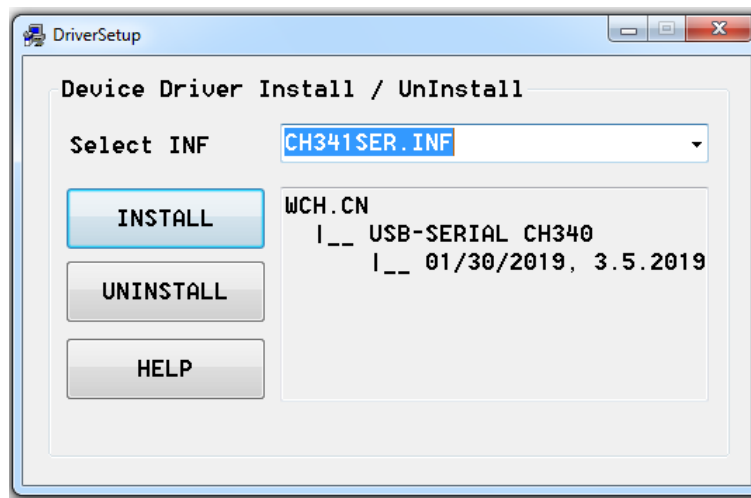 DriverSetup
Device Driver Install / UnInstall
Select INF
CH341SER.INF
INSTALL
UNINSTALL
HELP
WCH.CN
|__ USB-SERIAL CH340
|__ 01/30/2019, 3.5.2019